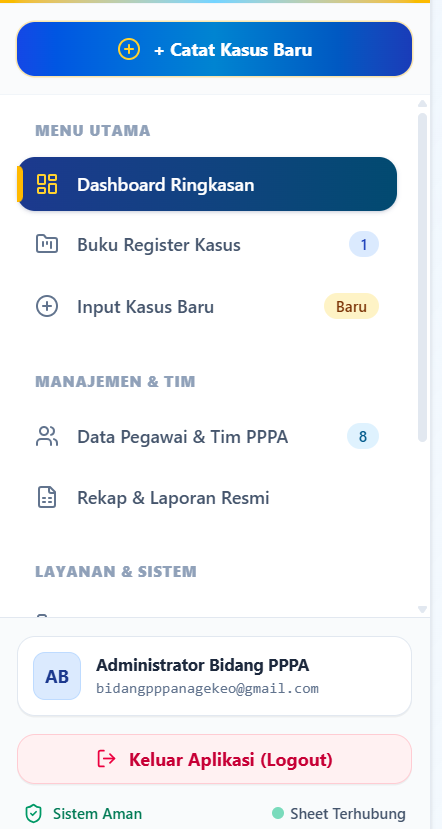 + Catat Kasus Baru
MENU UTAMA
Dashboard Ringkasan
Buku Register Kasus 1
Input Kasus Baru Baru
MANAJEMEN & TIM
Data Pegawai & Tim PPPA 8
Rekap & Laporan Resmi
LAYANAN & SISTEM
AB
Administrator Bidang PPPA
bidangpppanagekeo@gmail.com
Keluar Aplikasi (Logout)
Sistem Aman Sheet Terhubung